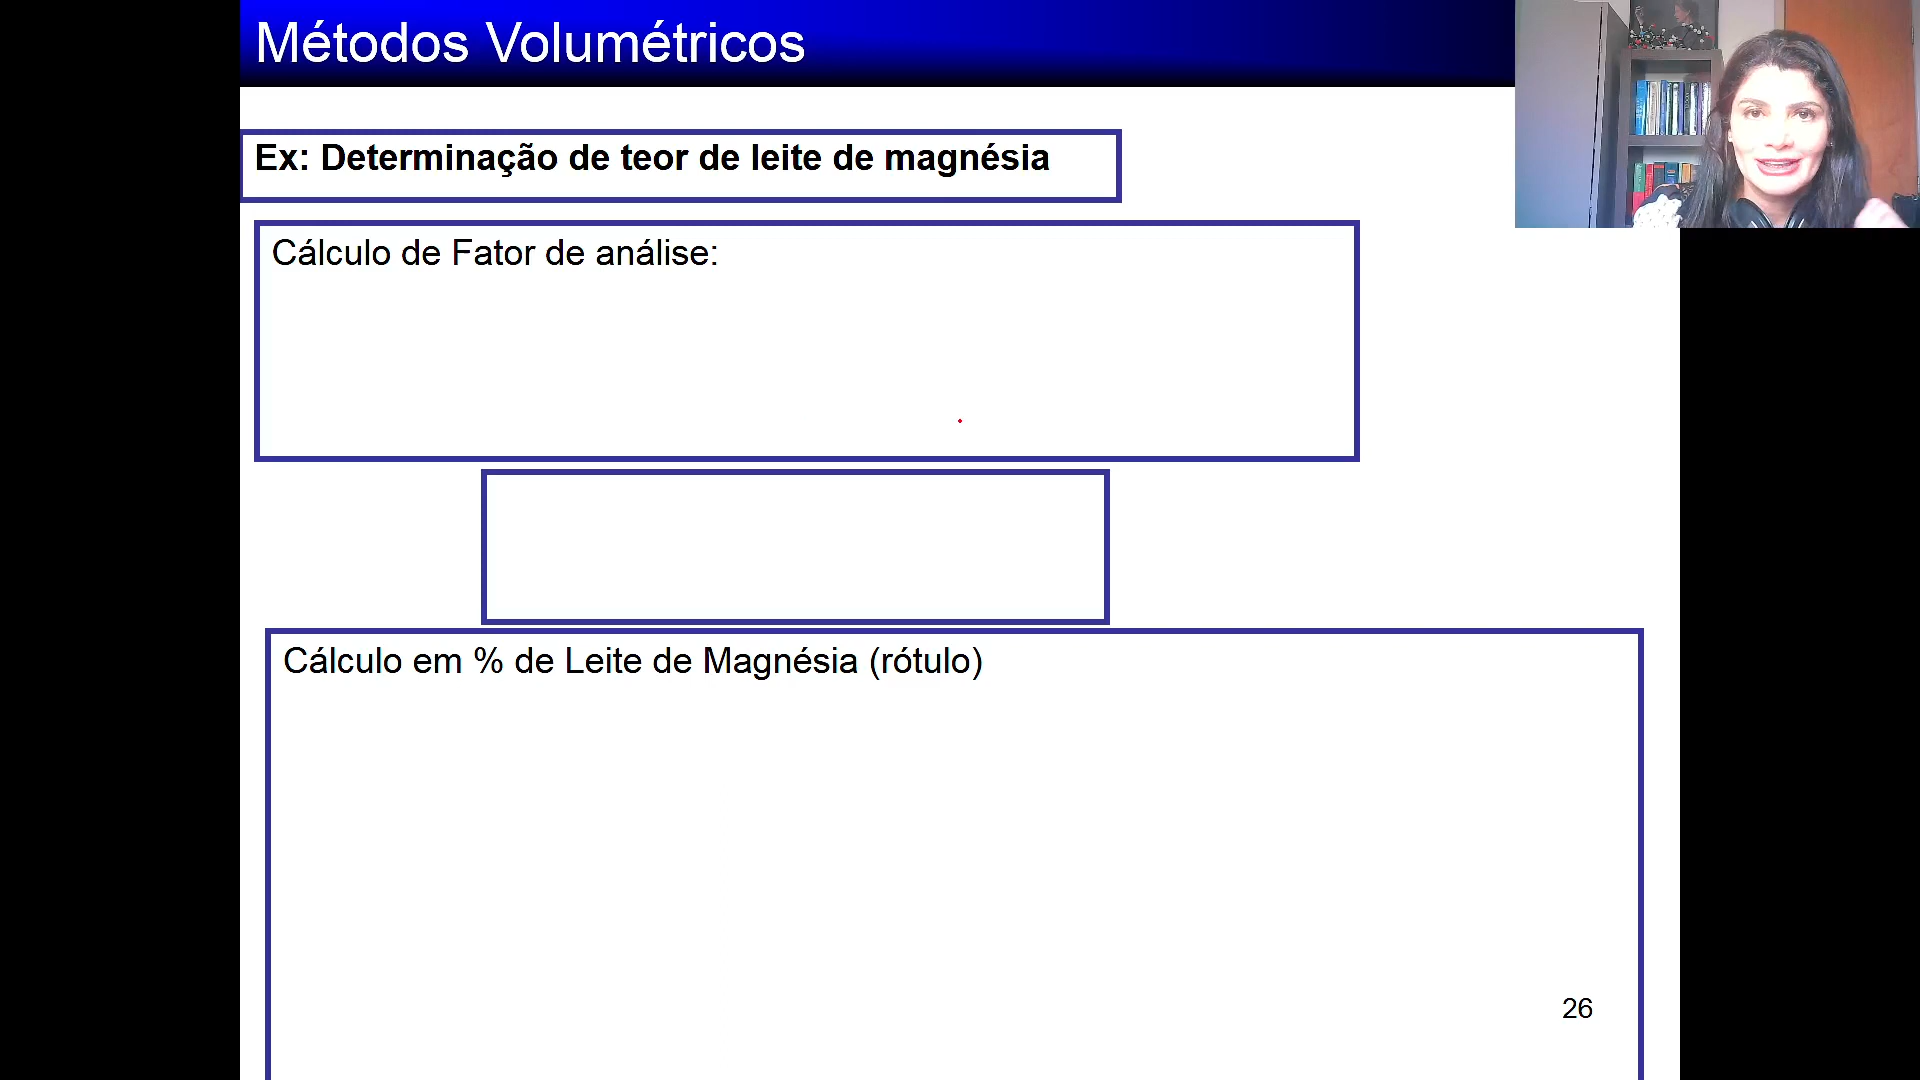 Métodos Volumétricos
Ex: Determinação de teor de leite de magnésia
Cálculo de Fator de análise:
Cálculo em % de Leite de Magnésia (rótulo)
26